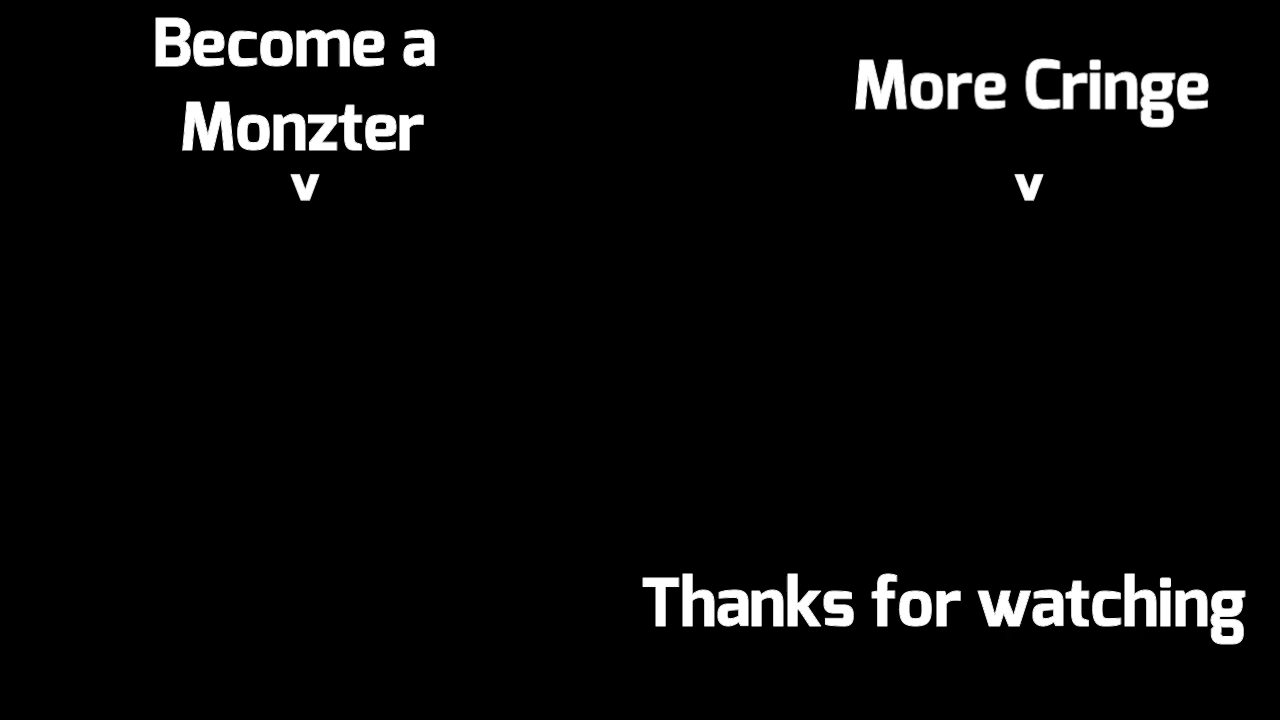 Become a
Monzter
v
More Cringe
v
Thanks for watching